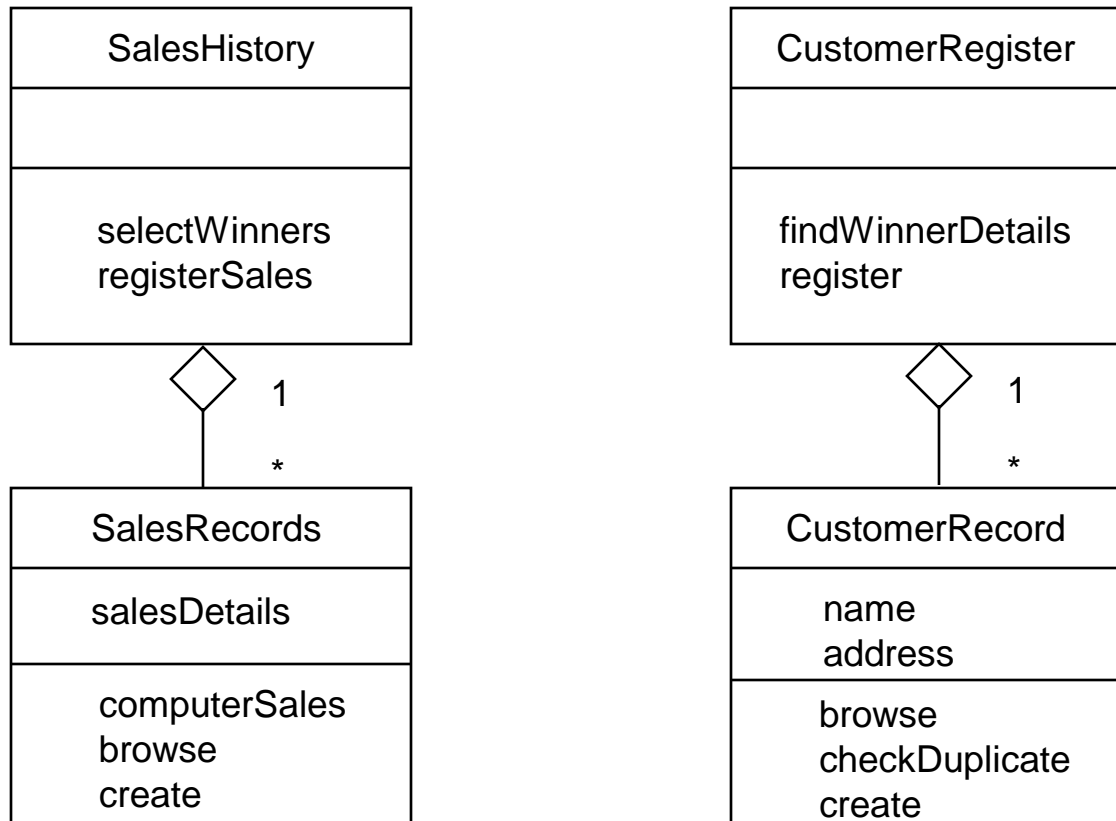 SalesHistory
selectWinners
registerSales
1
*
SalesRecords
salesDetails
computerSales
browse
create
CustomerRegister
findWinnerDetails
register
1
*
CustomerRecord
name
address
browse
checkDuplicate
create